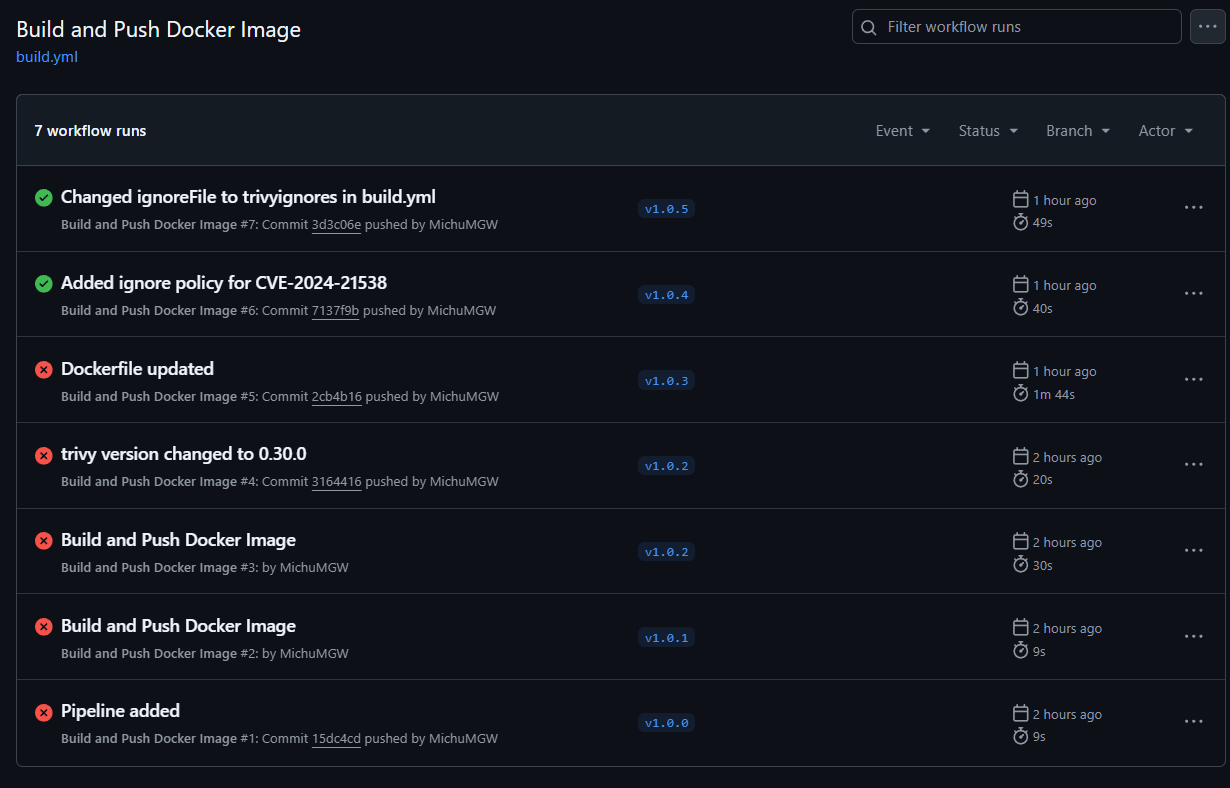 Build and Push Docker Image
Filter workflow runs
build.yml
7 workflow runs
Event Status Branch Actor
Changed ignoreFile to trivyignores in build.yml
Build and Push Docker Image #7: Commit 3d3c06e pushed by MichuMGW
v1.0.5
1 hour ago
49s
Added ignore policy for CVE-2024-21538
Build and Push Docker Image #6: Commit 7137f9b pushed by MichuMGW
v1.0.4
1 hour ago
40s
Dockerfile updated
Build and Push Docker Image #5: Commit 2cb4b16 pushed by MichuMGW
v1.0.3
1 hour ago
1m 44s
trivy version changed to 0.30.0
Build and Push Docker Image #4: Commit 3164416 pushed by MichuMGW
v1.0.2
2 hours ago
20s
Build and Push Docker Image
Build and Push Docker Image #3: by MichuMGW
v1.0.2
2 hours ago
30s
Build and Push Docker Image
Build and Push Docker Image #2: by MichuMGW
v1.0.1
2 hours ago
9s
Pipeline added
Build and Push Docker Image #1: Commit 15dc4cd pushed by MichuMGW
v1.0.0
2 hours ago
9s